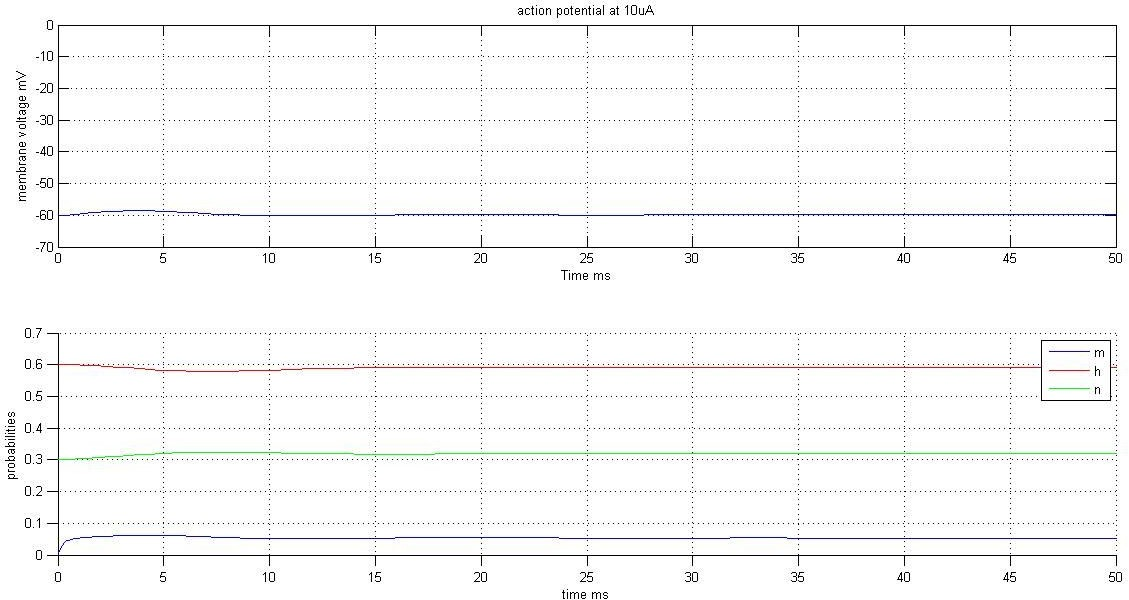 action potential at 10uA
membrane voltage mV
0
-10
-20
-30
-40
-50
-60
-70
0 5 10 15 20 25 30 35 40 45 50
Time ms
probabilities
0.7
0.6
0.5
0.4
0.3
0.2
0.1
0
m
h
n
0 5 10 15 20 25 30 35 40 45 50
time ms